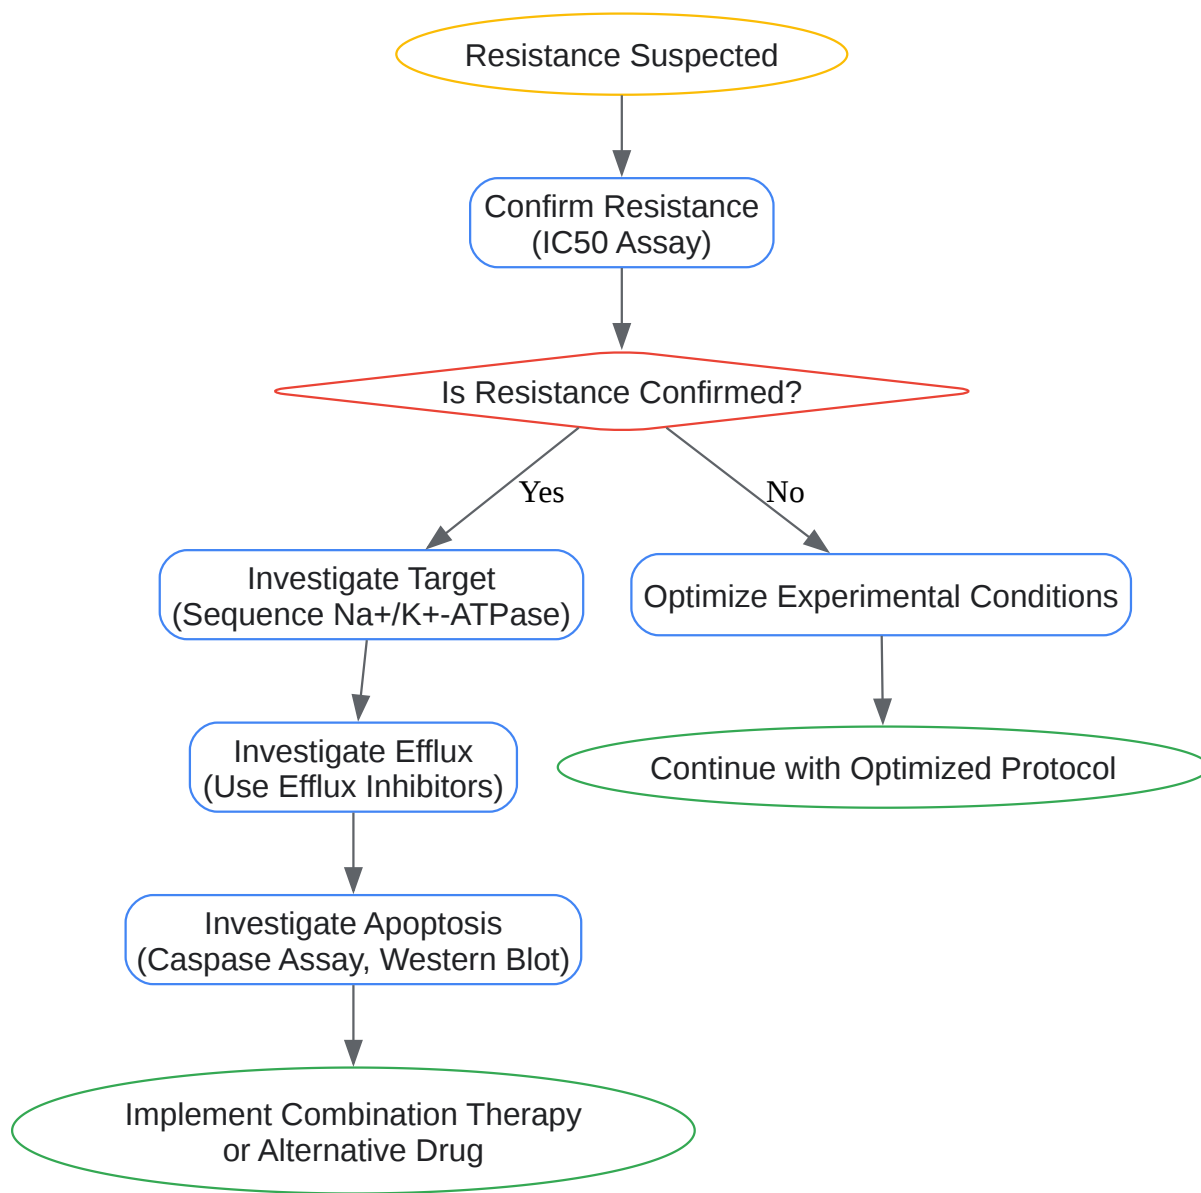 Resistance Suspected
Confirm Resistance
(IC50 Assay)
Is Resistance Confirmed?
Yes
No
Investigate Target
(Sequence Na+/K+-ATPase)
Optimize Experimental Conditions
Investigate Efflux
(Use Efflux Inhibitors)
Continue with Optimized Protocol
Investigate Apoptosis
(Caspase Assay, Western Blot)
Implement Combination Therapy
or Alternative Drug